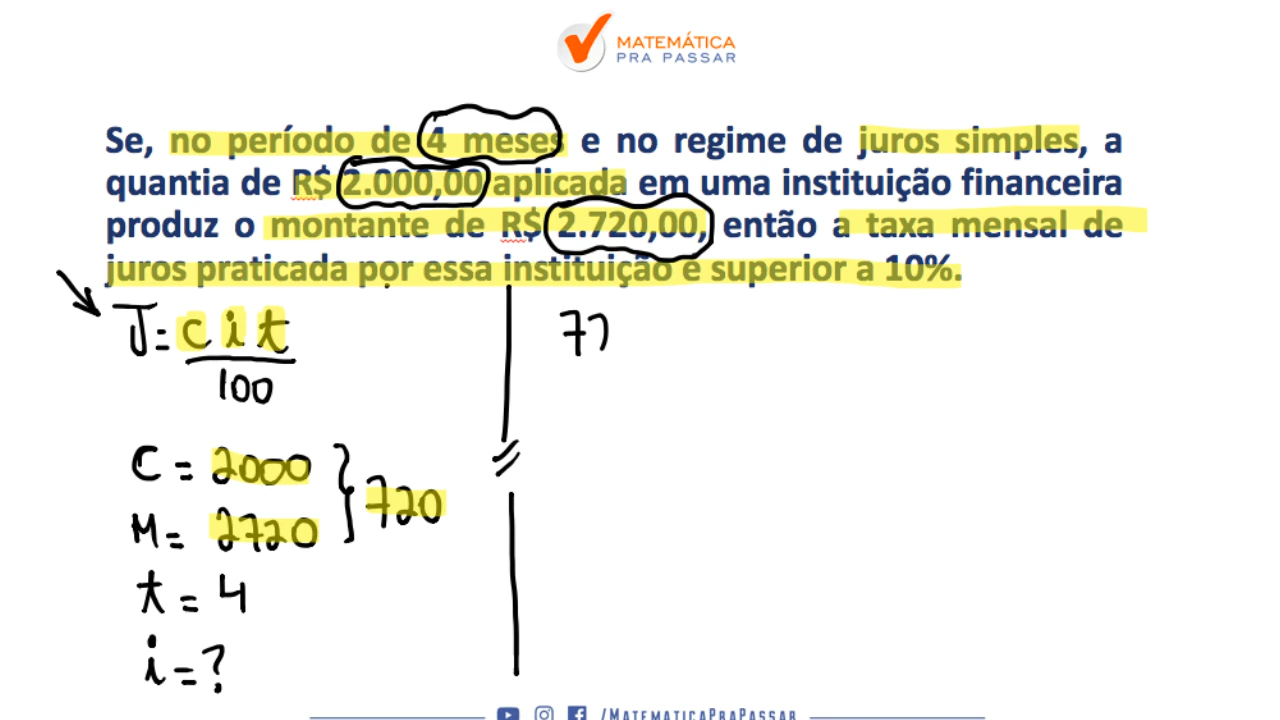 MATEMÁTICA
PRA PASSAR
Se, no período de 4 meses e no regime de juros simples, a
quantia de R$ 2.000,00 aplicada em uma instituição financeira
produz o montante de R$ 2.720,00, então a taxa mensal de
juros praticada por essa instituição é superior a 10%.
J = c i t
100
C = 2000
M = 2720
720
t = 4
i = ?
72
/MATEMATICAPRAPASSAR